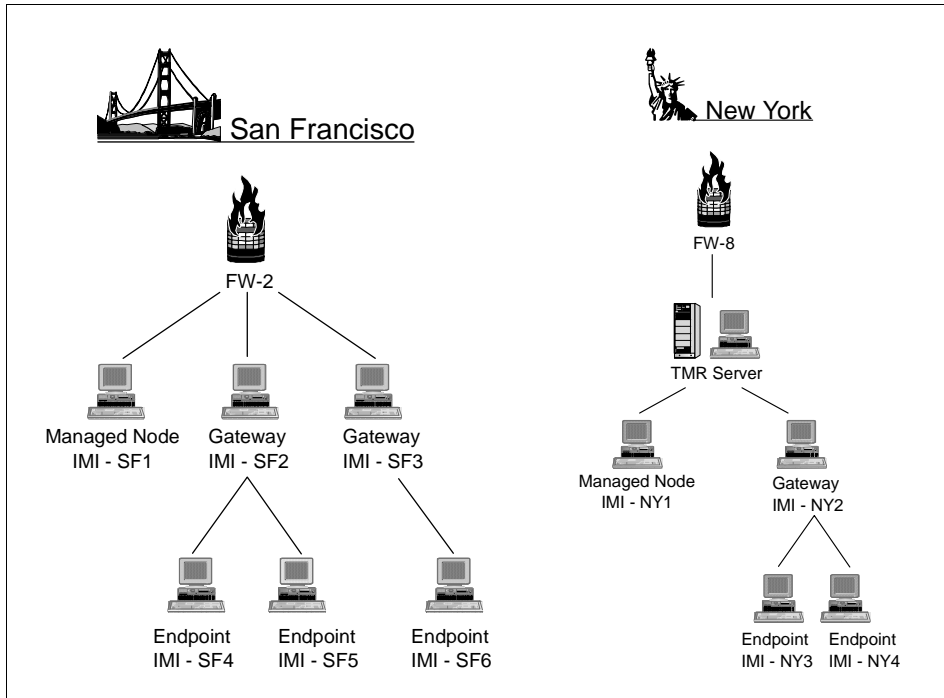 San Francisco
New York
FW-2
FW-8
TMR Server
Managed Node
IMI - SF1
Gateway
IMI - SF2
Gateway
IMI - SF3
Managed Node
IMI - NY1
Gateway
IMI - NY2
Endpoint
IMI - SF4
Endpoint
IMI - SF5
Endpoint
IMI - SF6
Endpoint
IMI - NY3
Endpoint
IMI - NY4